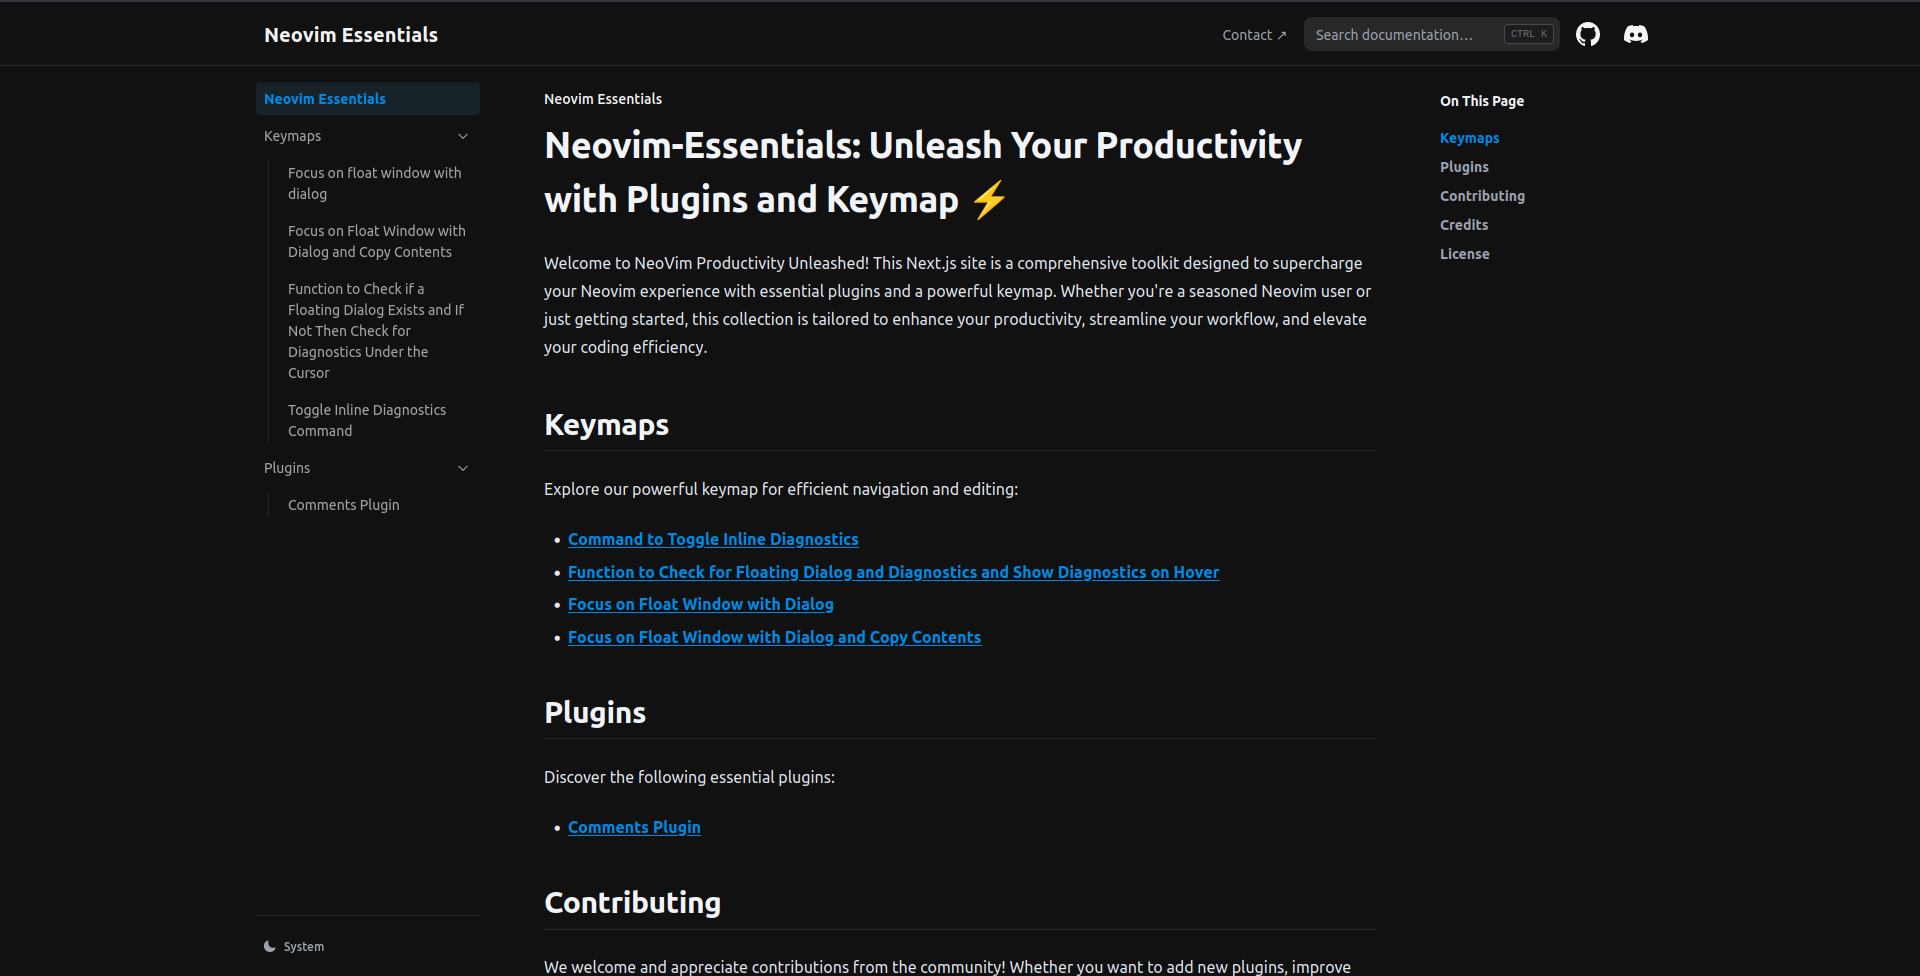 Neovim Essentials
Contact ↗
Search documentation…
CTRL K
Neovim Essentials
Keymaps
Focus on float window with
dialog
Focus on Float Window with
Dialog and Copy Contents
Function to Check if a
Floating Dialog Exists and If
Not Then Check for
Diagnostics Under the
Cursor
Toggle Inline Diagnostics
Command
Plugins
Comments Plugin
System
Neovim Essentials
Neovim-Essentials: Unleash Your Productivity
with Plugins and Keymap ⚡
Welcome to NeoVim Productivity Unleashed! This Next.js site is a comprehensive toolkit designed to supercharge
your Neovim experience with essential plugins and a powerful keymap. Whether you're a seasoned Neovim user or
just getting started, this collection is tailored to enhance your productivity, streamline your workflow, and elevate
your coding efficiency.
Keymaps
Explore our powerful keymap for efficient navigation and editing:
• Command to Toggle Inline Diagnostics
• Function to Check for Floating Dialog and Diagnostics and Show Diagnostics on Hover
• Focus on Float Window with Dialog
• Focus on Float Window with Dialog and Copy Contents
Plugins
Discover the following essential plugins:
• Comments Plugin
Contributing
We welcome and appreciate contributions from the community! Whether you want to add new plugins, improve
On This Page
Keymaps
Plugins
Contributing
Credits
License